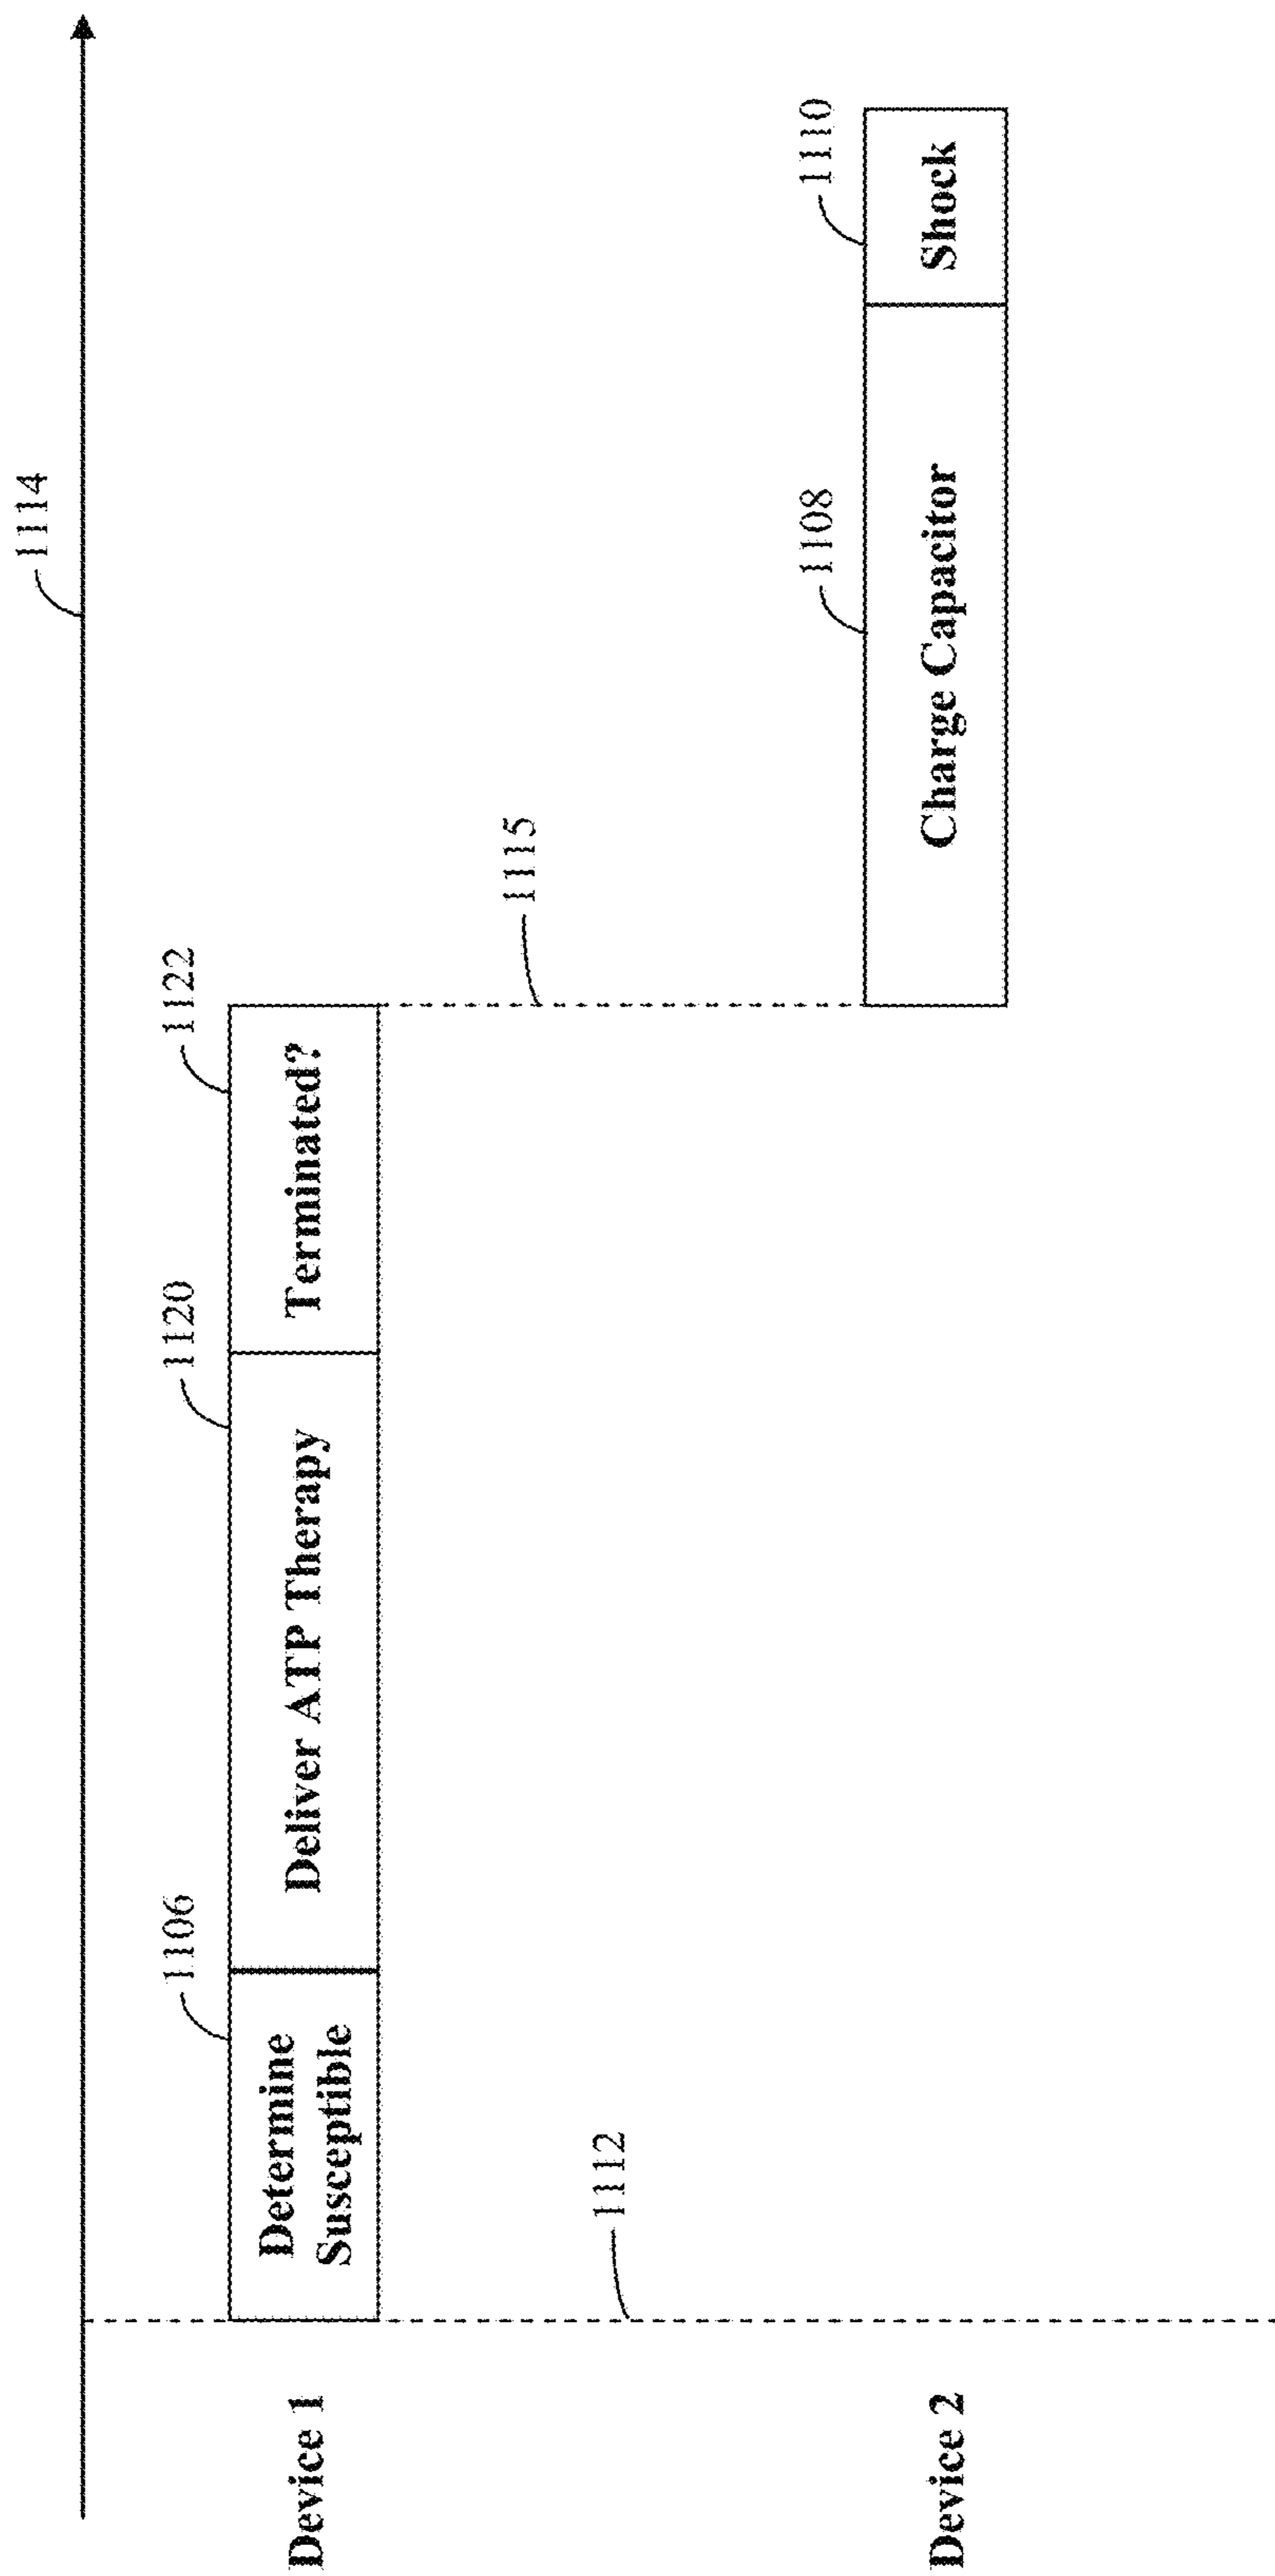 1114
1106
1120
1122
Device 1
Determine
Susceptible
Deliver ATP Therapy
Terminated?
1115
1112
1108
1110
Device 2
Charge Capacitor
Shock